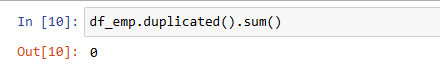 In [10]: df_emp.duplicated().sum()
Out[10]: 0